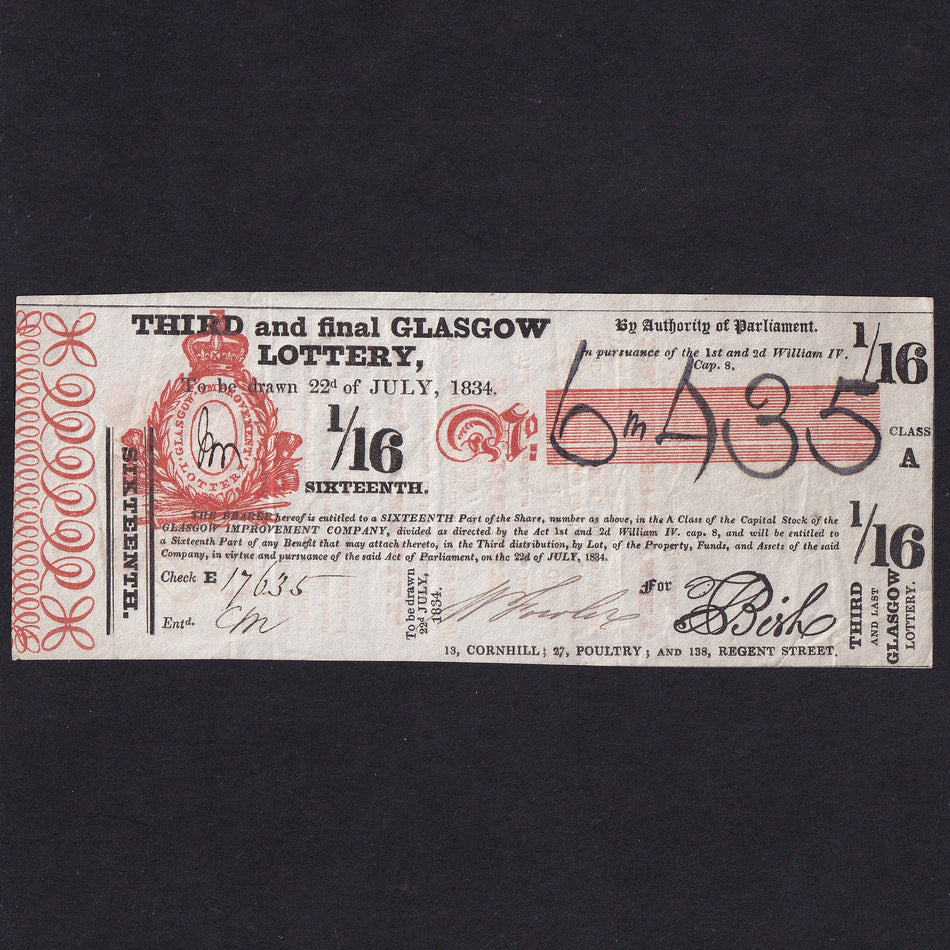 THIRD and final GLASGOW
LOTTERY,
To be drawn 22d of JULY, 1834.
By Authority of Parliament.
In pursuance of the 1st and 2d William IV.
Cap. 8.
1/16
GLASGOW IMPROVEMENT
LOTTERY
1/16
SIXTEENTH.
No. 6m435
CLASS
A
SIXTEENTH.
THE BEARER hereof is entitled to a SIXTEENTH Part of the Share, number as above, in the A Class of the Capital Stock of the
GLASGOW IMPROVEMENT COMPANY, divided as directed by the Act 1st and 2d William IV. cap. 8, and will be entitled to
a Sixteenth Part of any Benefit that may attach thereto, in the Third distribution, by Lot, of the Property, Funds, and Assets of the said
Company, in virtue and pursuance of the said Act of Parliament, on the 22d of JULY, 1834.
1/16
Check E 17635
Entd. CM
To be drawn
22d JULY,
1834.
For Bish
13, CORNHILL; 27, POULTRY; AND 138, REGENT STREET.
THIRD
AND LAST
GLASGOW
LOTTERY.